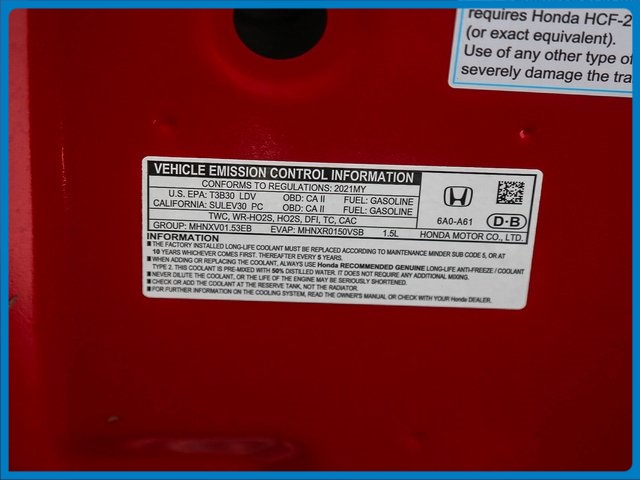 requires Honda HCF-2
(or exact equivalent).
Use of any other type of
severely damage the tra
VEHICLE EMISSION CONTROL INFORMATION
CONFORMS TO REGULATIONS: 2021MY
U.S. EPA: T3B30 LDV OBD: CA II FUEL: GASOLINE
CALIFORNIA: SULEV30 PC OBD: CA II FUEL: GASOLINE
TWC, WR-HO2S, HO2S, DFI, TC, CAC
GROUP: MHNXV01.53EB EVAP: MHNXR0150VSB 1.5L
6A0-A61 D-B
HONDA MOTOR CO., LTD.
INFORMATION
■ THE FACTORY INSTALLED LONG-LIFE COOLANT MUST BE REPLACED ACCORDING TO MAINTENANCE MINDER SUB CODE 5, OR AT
10 YEARS WHICHEVER COMES FIRST. THEREAFTER EVERY 5 YEARS.
■ WHEN ADDING OR REPLACING THE COOLANT, ALWAYS USE Honda RECOMMENDED GENUINE LONG-LIFE ANTI-FREEZE / COOLANT
TYPE 2. THIS COOLANT IS PRE-MIXED WITH 50% DISTILLED WATER. IT DOES NOT REQUIRE ANY ADDITIONAL MIXING.
■ NEVER DILUTE THE COOLANT, OR THE ENGINE LIFE MAY BE SERIOUSLY SHORTENED.
■ CHECK OR ADD THE COOLANT AT THE RESERVE TANK, NOT THE RADIATOR.
■ FOR FURTHER INFORMATION ON THE COOLING SYSTEM, READ THE OWNER'S MANUAL OR CHECK WITH YOUR Honda DEALER.